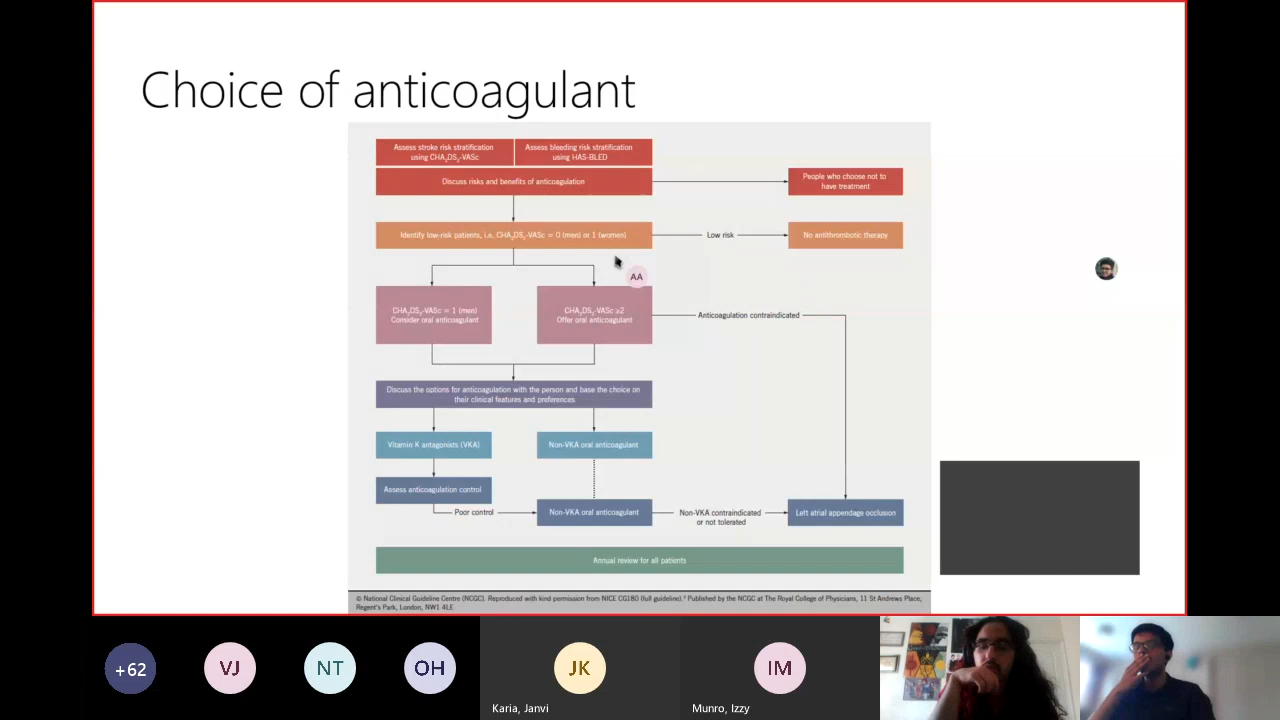 Choice of anticoagulant
Assess stroke risk stratification
using CHA₂DS₂-VASc
Assess bleeding risk stratification
using HAS-BLED
Discuss risks and benefits of anticoagulation
People who choose not to
have treatment
Identify low-risk patients, i.e. CHA₂DS₂-VASc = 0 (men) or 1 (women)
Low risk
No antithrombotic therapy
AA
CHA₂DS₂-VASc = 1 (men)
Consider oral anticoagulant
CHA₂DS₂-VASc ≥2
Offer oral anticoagulant
Anticoagulation contraindicated
Discuss the options for anticoagulation with the person and base the choice on
their clinical features and preferences
Vitamin K antagonists (VKA)
Non-VKA oral anticoagulant
Assess anticoagulation control
Poor control
Non-VKA oral anticoagulant
Non-VKA contraindicated
or not tolerated
Left atrial appendage occlusion
Annual review for all patients
© National Clinical Guideline Centre (NCGC). Reproduced with kind permission from NICE CG180 (full guideline). Published by the NCGC at The Royal College of Physicians, 11 St Andrews Place,
Regent's Park, London, NW1 4LE
+62
VJ
NT
OH
JK
IM
Karia, Janvi
Munro, Izzy